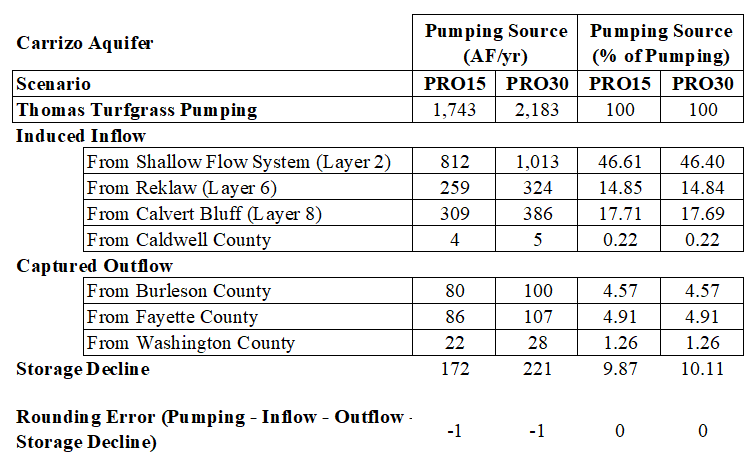 Carrizo Aquifer Pumping Source (AF/yr) Pumping Source (% of Pumping)
Scenario PRO15 PRO30 PRO15 PRO30
Thomas Turfgrass Pumping 1,743 2,183 100 100
Induced Inflow
From Shallow Flow System (Layer 2) 812 1,013 46.61 46.40
From Reklaw (Layer 6) 259 324 14.85 14.84
From Calvert Bluff (Layer 8) 309 386 17.71 17.69
From Caldwell County 4 5 0.22 0.22
Captured Outflow
From Burleson County 80 100 4.57 4.57
From Fayette County 86 107 4.91 4.91
From Washington County 22 28 1.26 1.26
Storage Decline 172 221 9.87 10.11
Rounding Error (Pumping - Inflow - Outflow -
Storage Decline) -1 -1 0 0